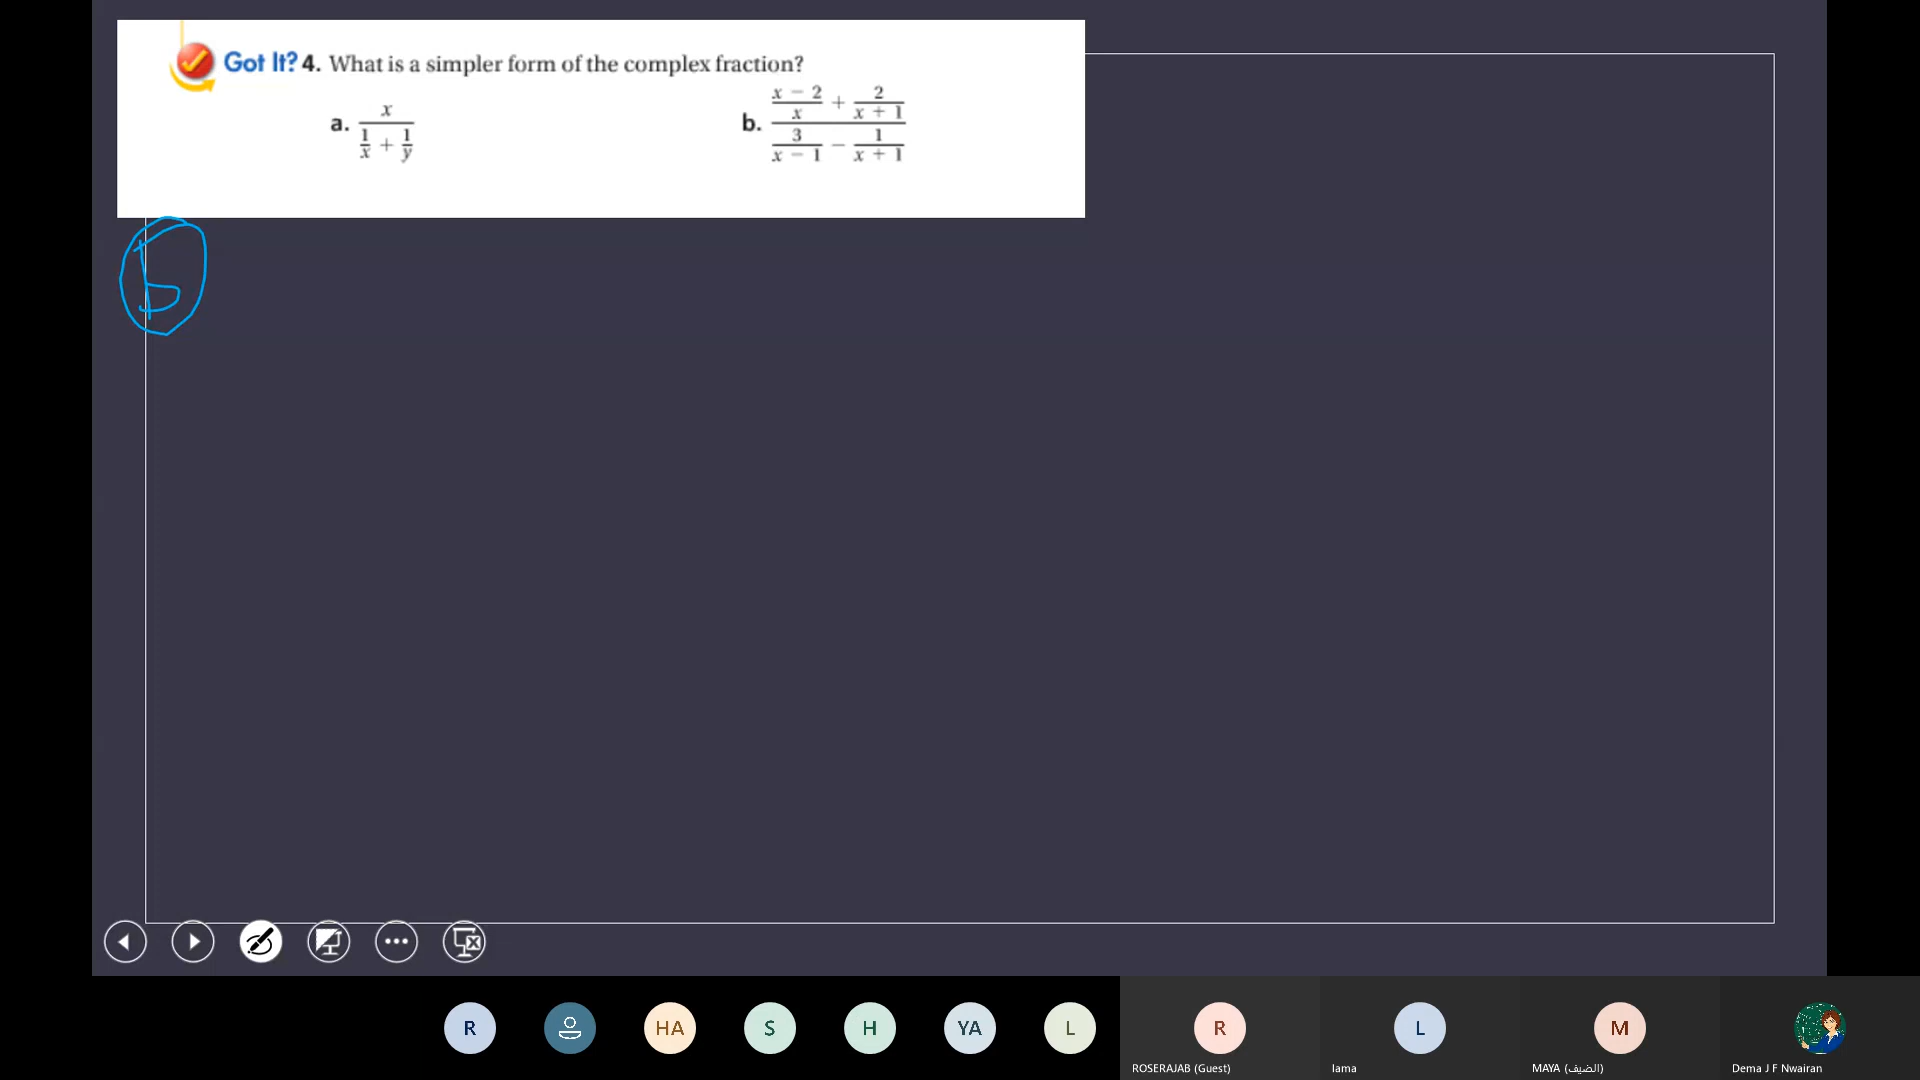 Got It? 4. What is a simpler form of the complex fraction?
a. x / (1/x + 1/y)
b. ((x − 2)/x + 2/(x + 1)) / (3/(x − 1) − 1/(x + 1))
b
R HA S H YA L R L M
ROSERAJAB (Guest) lama MAYA (الضيف) Dema J F Nwairan